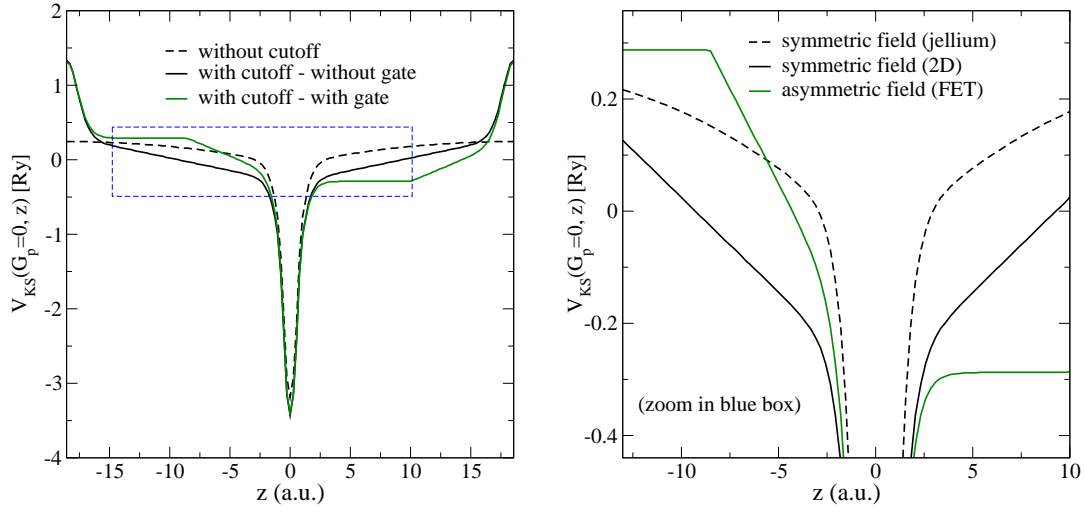 2
1
0
-1
-2
-3
-4
V_KS(G_p=0, z) [Ry]
without cutoff
with cutoff - without gate
with cutoff - with gate
-15 -10 -5 0 5 10 15
z (a.u.)
0.2
0
-0.2
-0.4
V_KS(G_p=0, z) [Ry]
symmetric field (jellium)
symmetric field (2D)
asymmetric field (FET)
(zoom in blue box)
-10 -5 0 5 10
z (a.u.)